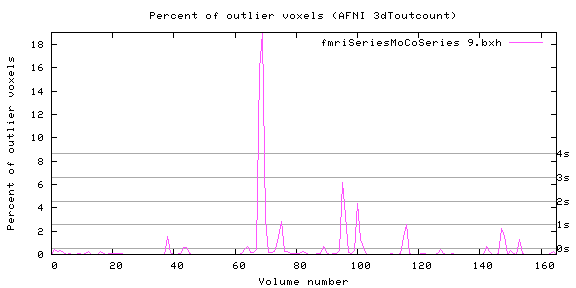 Percent of outlier voxels (AFNI 3dToutcount)
fmriSeriesMoCoSeries 9.bxh
Percent of outlier voxels
18
16
14
12
10
8
6
4
2
0
4s
3s
2s
1s
0s
0 20 40 60 80 100 120 140 160
Volume number